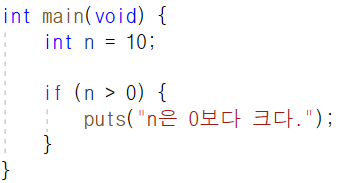 int main(void) {
    int n = 10;

    if (n > 0) {
        puts("n은 0보다 크다.");
    }
}